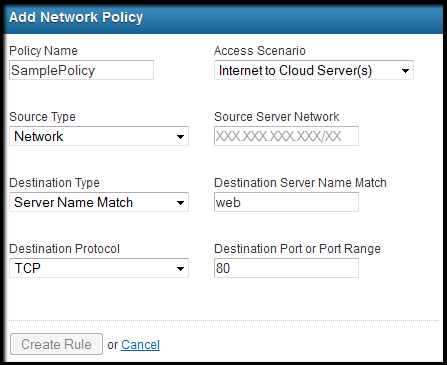 Add Network Policy
Policy Name Access Scenario
SamplePolicy Internet to Cloud Server(s)
Source Type Source Server Network
Network XXX.XXX.XXX.XXX/XX
Destination Type Destination Server Name Match
Server Name Match web
Destination Protocol Destination Port or Port Range
TCP 80
Create Rule or Cancel